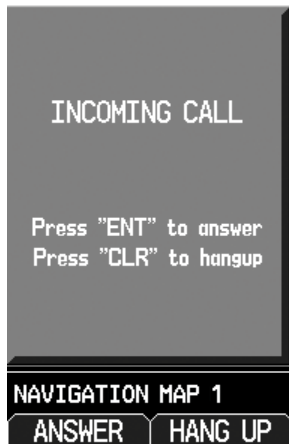 INCOMING CALL
Press "ENT" to answer
Press "CLR" to hangup
NAVIGATION MAP 1
ANSWER HANG UP